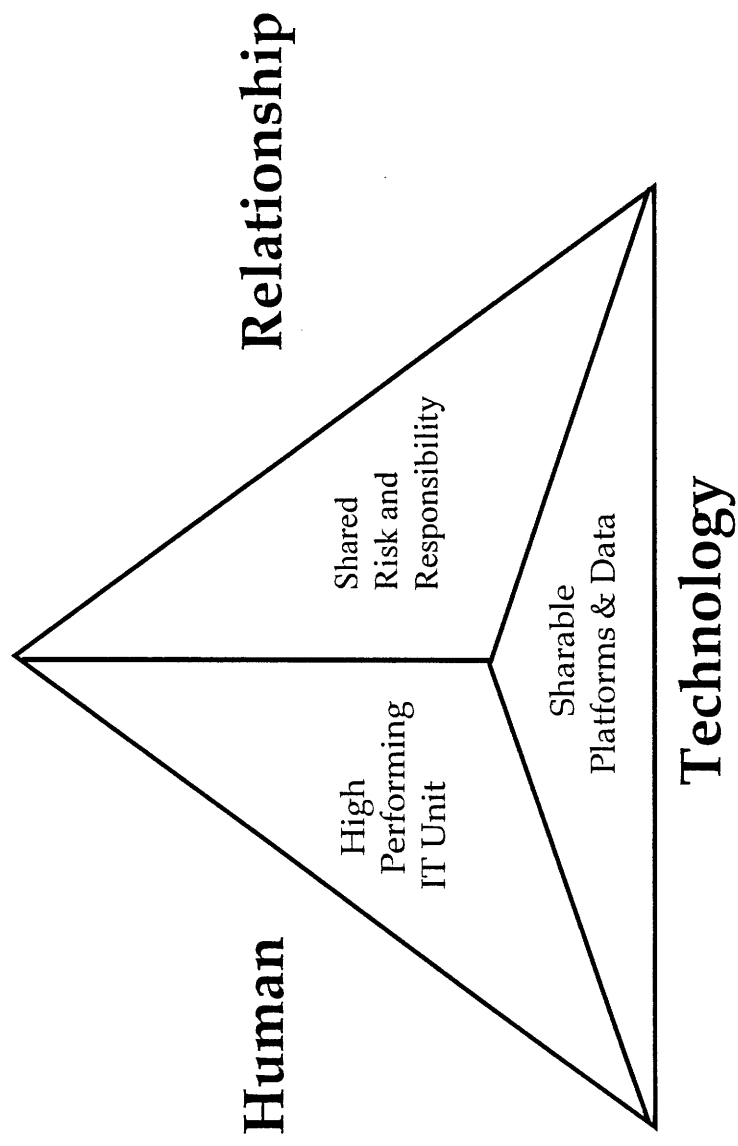 Human
Relationship
High
Performing
IT Unit
Shared
Risk and
Responsibility
Sharable
Platforms & Data
Technology